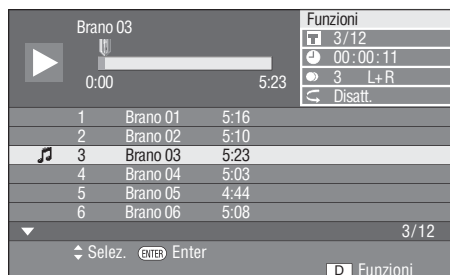 Brano 03
0:00 5:23
Funzioni
T 3/12
00:00:11
3 L+R
Disatt.
1 Brano 01 5:16
2 Brano 02 5:10
3 Brano 03 5:23
4 Brano 04 5:03
5 Brano 05 4:44
6 Brano 06 5:08
3/12
Selez. ENTER Enter
D Funzioni